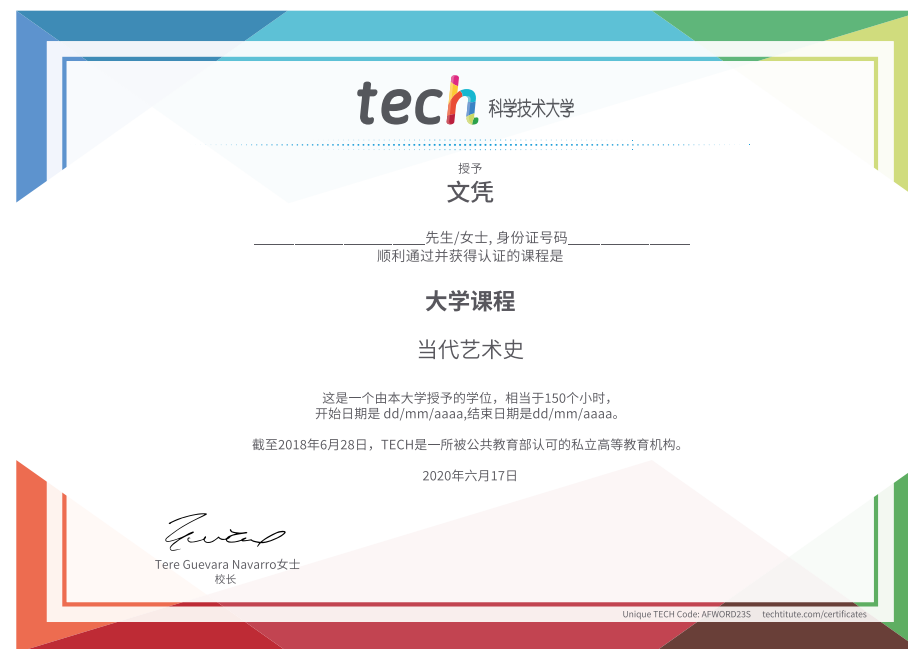 tech 科学技术大学
授予
文凭
______________________先生/女士, 身份证号码________________
顺利通过并获得认证的课程是
大学课程
当代艺术史
这是一个由本大学授予的学位，相当于150个小时，
开始日期是 dd/mm/aaaa,结束日期是dd/mm/aaaa。
截至2018年6月28日，TECH是一所被公共教育部认可的私立高等教育机构。
2020年六月17日
Tere Guevara Navarro女士
校长
Unique TECH Code: AFWORD23S techtitute.com/certificates